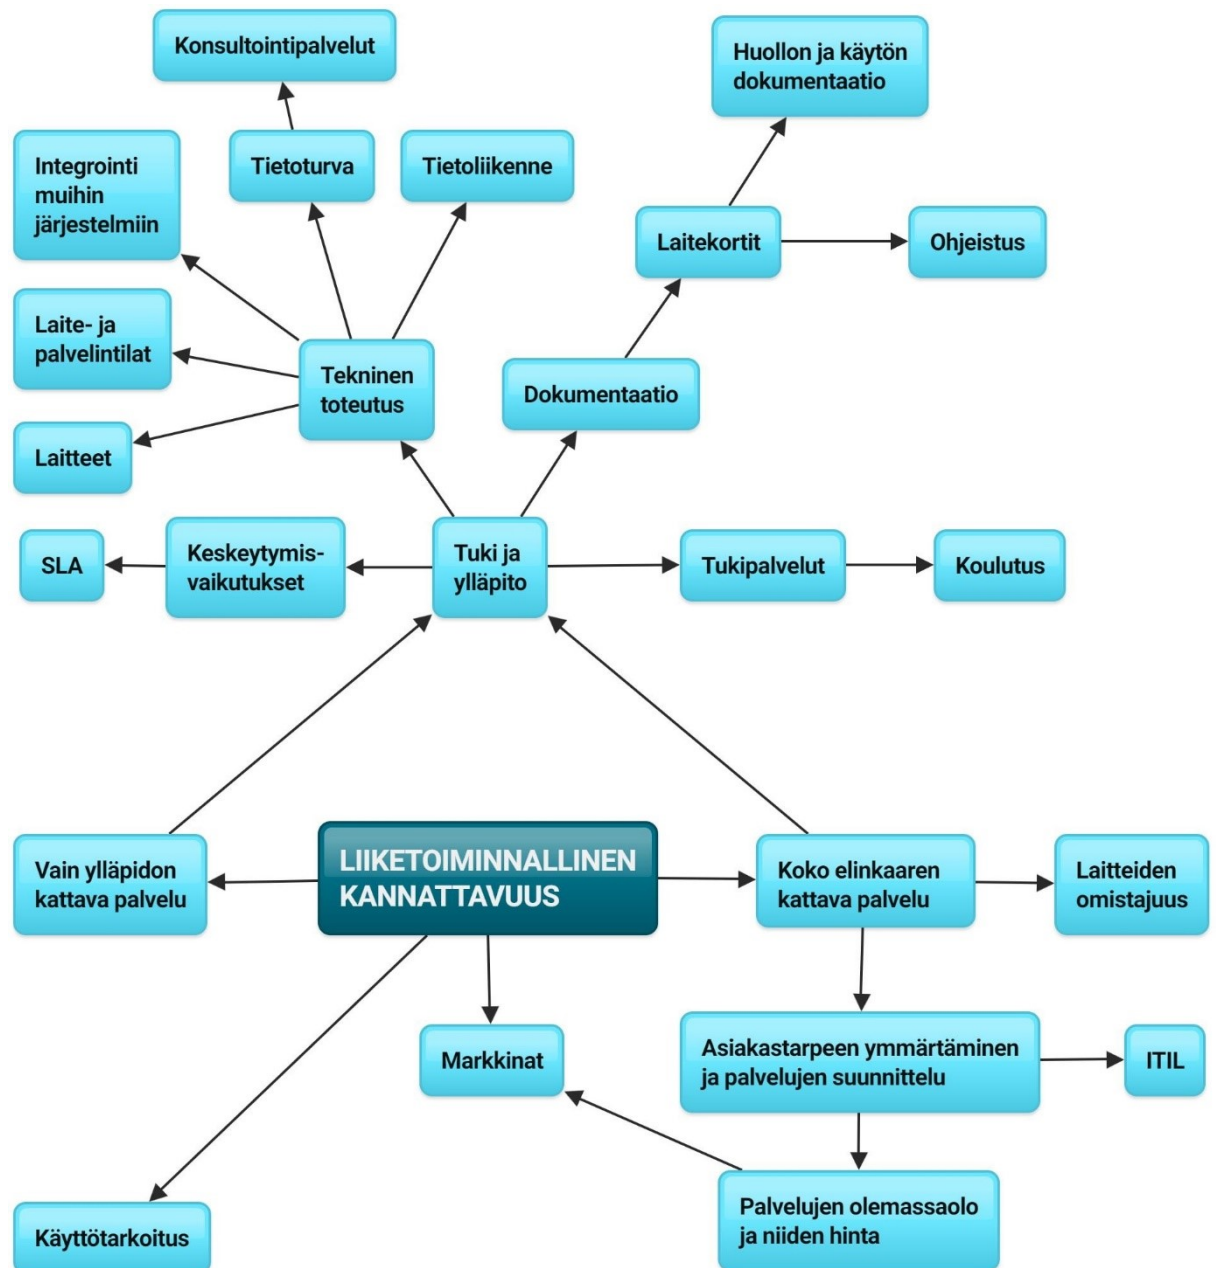 Konsultointipalvelut
Huollon ja käytön
dokumentaatio
Integrointi
muihin
järjestelmiin
Tietoturva
Tietoliikenne
Laitekortit
Ohjeistus
Laite- ja
palvelintilat
Tekninen
toteutus
Dokumentaatio
Laitteet
SLA
Keskeytymis-
vaikutukset
Tuki ja
ylläpito
Tukipalvelut
Koulutus
Vain ylläpidon
kattava palvelu
LIIKETOIMINNALLINEN
KANNATTAVUUS
Koko elinkaaren
kattava palvelu
Laitteiden
omistajuus
Markkinat
Asiakastarpeen ymmärtäminen
ja palvelujen suunnittelu
ITIL
Käyttötarkoitus
Palvelujen olemassaolo
ja niiden hinta